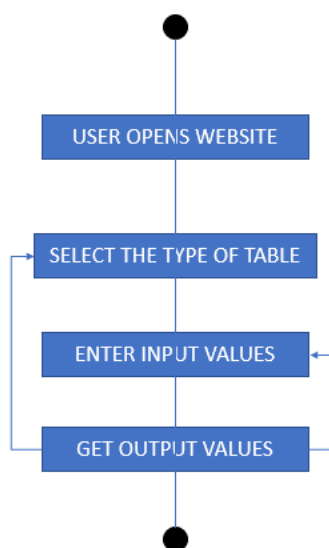 USER OPENS WEBSITE
SELECT THE TYPE OF TABLE
ENTER INPUT VALUES
GET OUTPUT VALUES